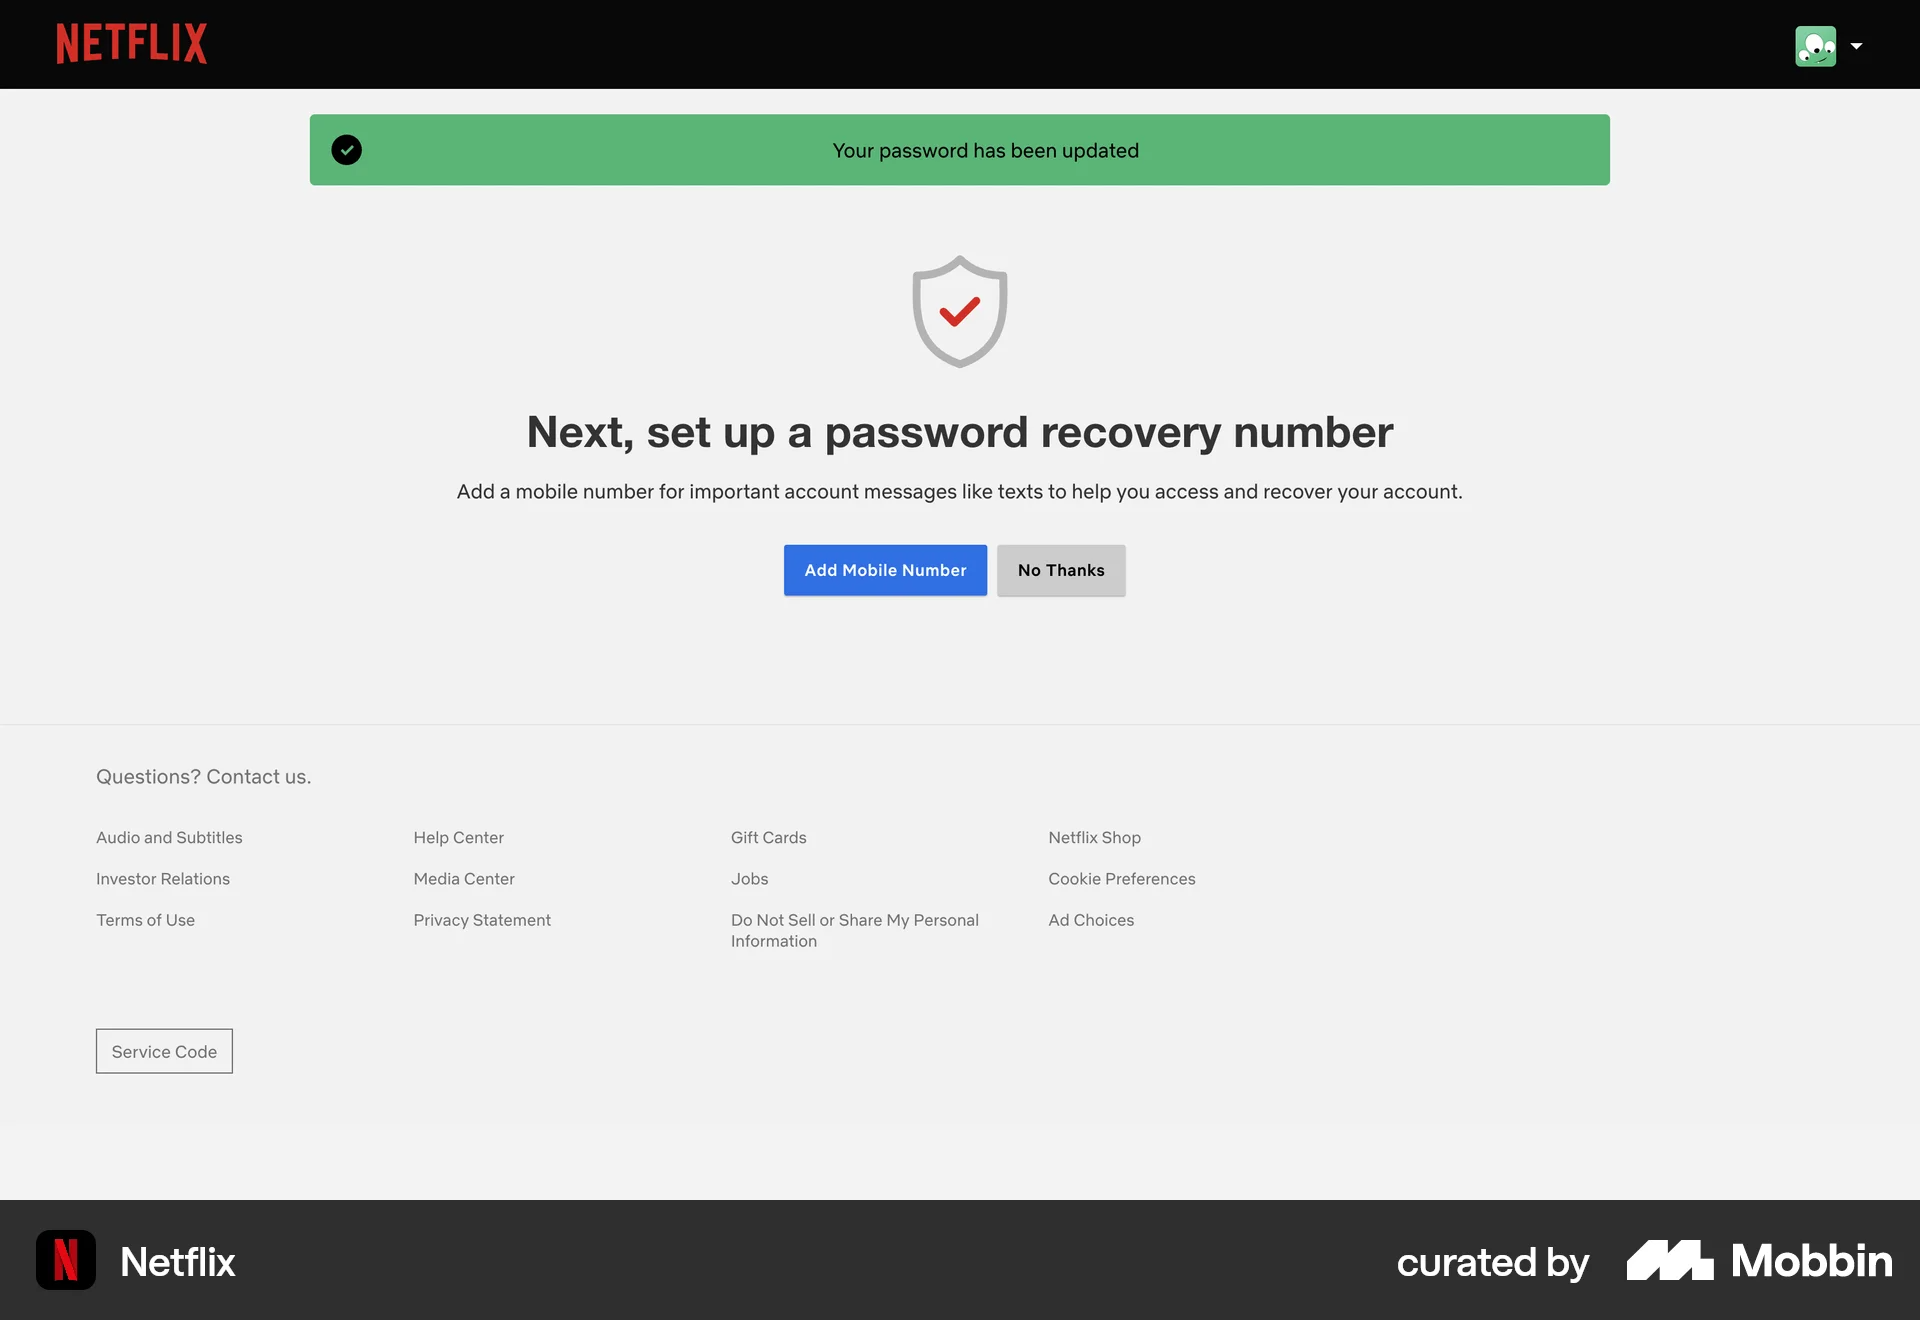 NETFLIX
Your password has been updated
Next, set up a password recovery number
Add a mobile number for important account messages like texts to help you access and recover your account.
Add Mobile Number
No Thanks
Questions? Contact us.
Audio and Subtitles
Help Center
Gift Cards
Netflix Shop
Investor Relations
Media Center
Jobs
Cookie Preferences
Terms of Use
Privacy Statement
Do Not Sell or Share My Personal
Information
Ad Choices
Service Code
N
Netflix
curated by
Mobbin